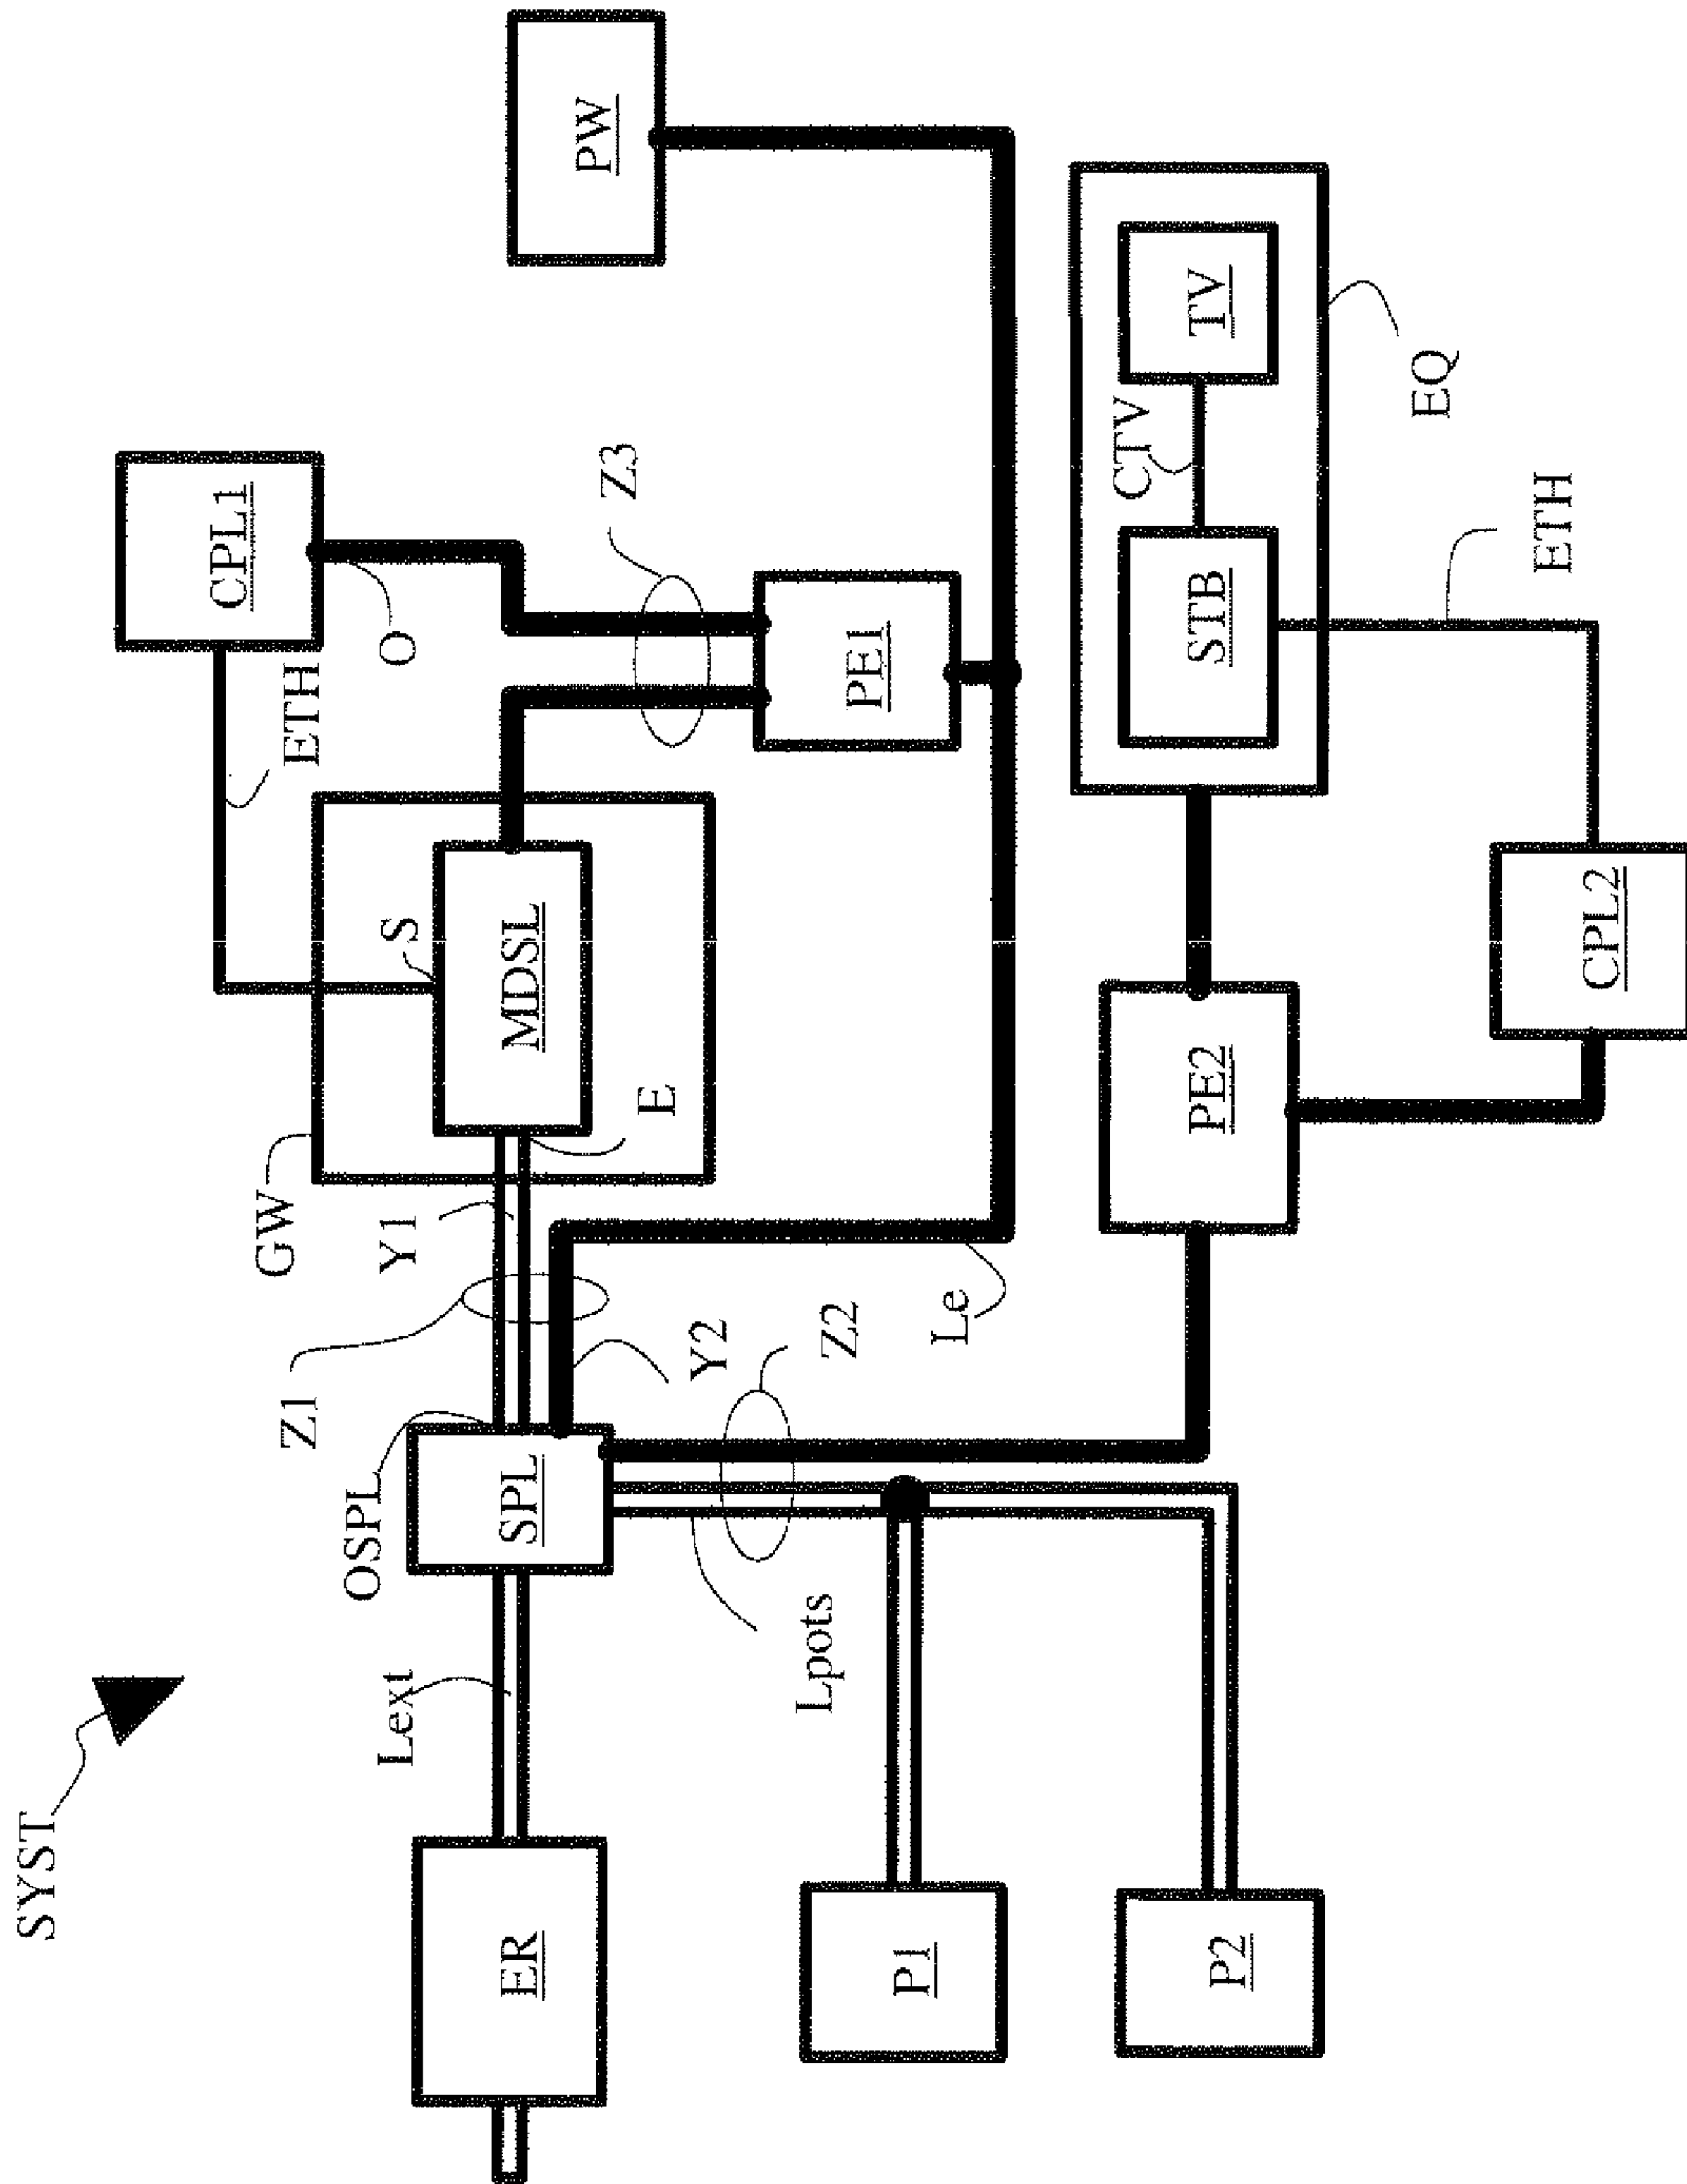 SYST
ER
Lext
OSPL
SPL
Z1
GW
Y1
S
MDSL
E
ETH
CPL1
O
Z3
PE1
PW
Y2
Z2
Le
Lpots
P1
P2
PE2
STB
CTV
TV
EQ
ETH
CPL2